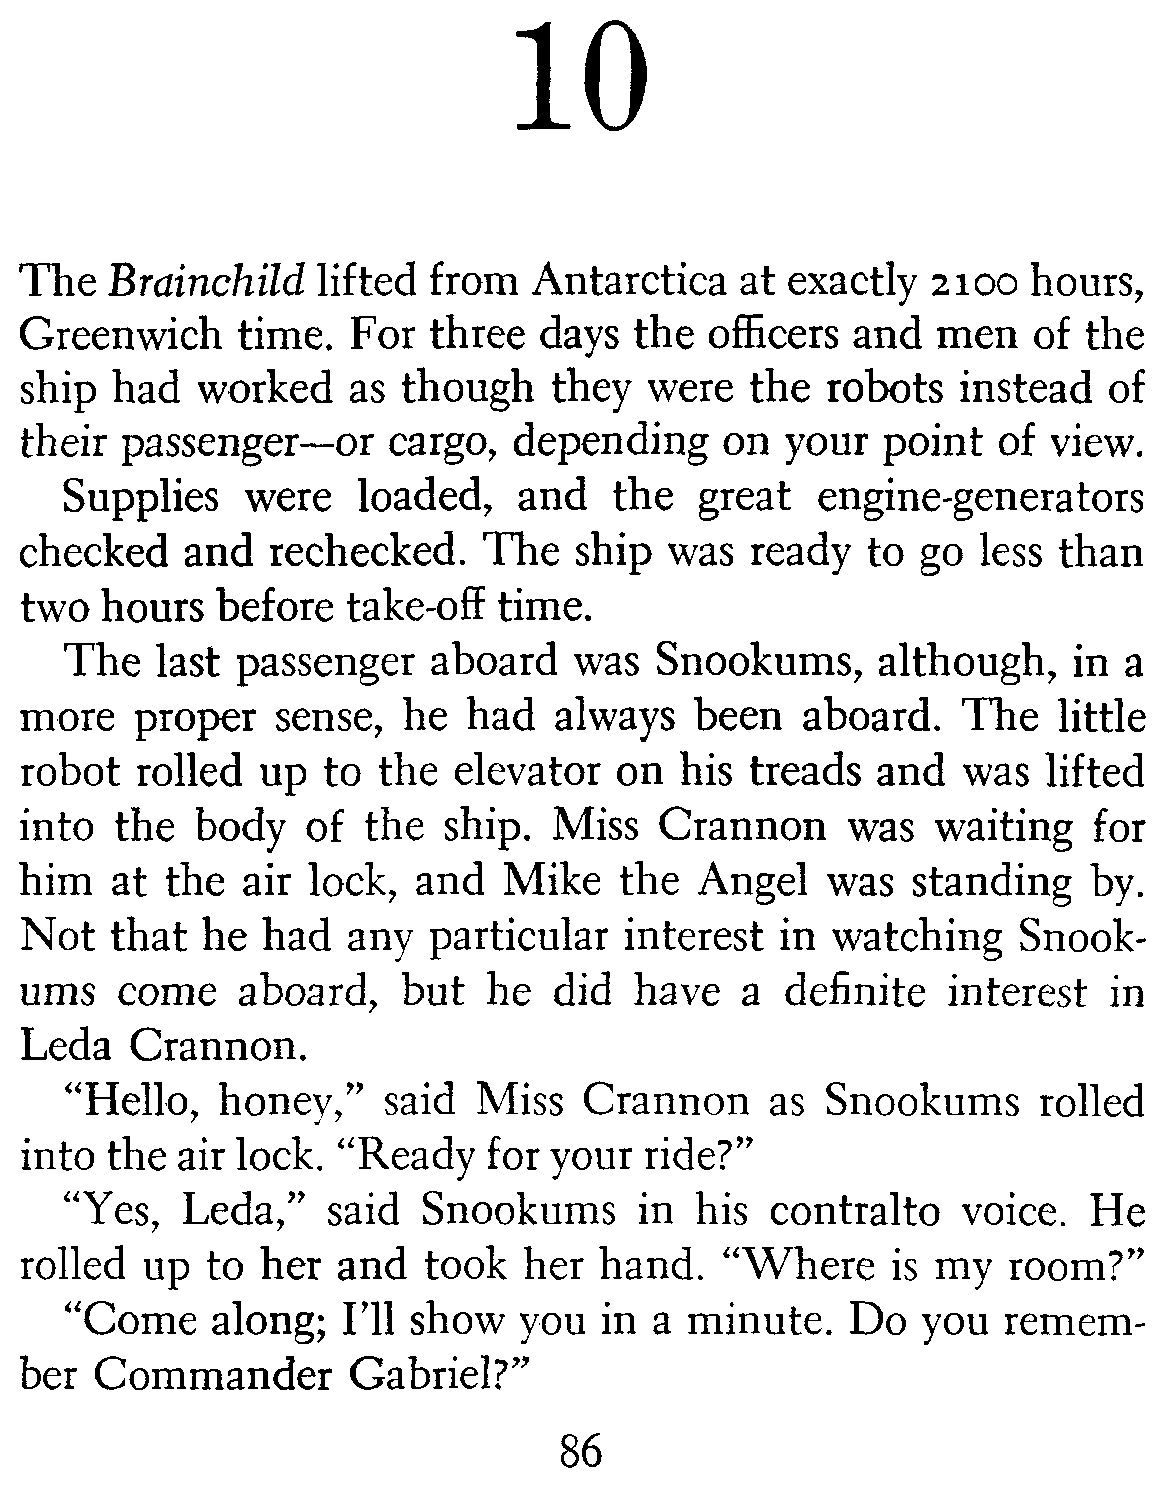 10
The Brainchild lifted from Antarctica at exactly 2100 hours,
Greenwich time. For three days the officers and men of the
ship had worked as though they were the robots instead of
their passenger—or cargo, depending on your point of view.
Supplies were loaded, and the great engine-generators
checked and rechecked. The ship was ready to go less than
two hours before take-off time.
The last passenger aboard was Snookums, although, in a
more proper sense, he had always been aboard. The little
robot rolled up to the elevator on his treads and was lifted
into the body of the ship. Miss Crannon was waiting for
him at the air lock, and Mike the Angel was standing by.
Not that he had any particular interest in watching Snook-
ums come aboard, but he did have a definite interest in
Leda Crannon.
“Hello, honey,” said Miss Crannon as Snookums rolled
into the air lock. “Ready for your ride?”
“Yes, Leda,” said Snookums in his contralto voice. He
rolled up to her and took her hand. “Where is my room?”
“Come along; I’ll show you in a minute. Do you remem-
ber Commander Gabriel?”
86